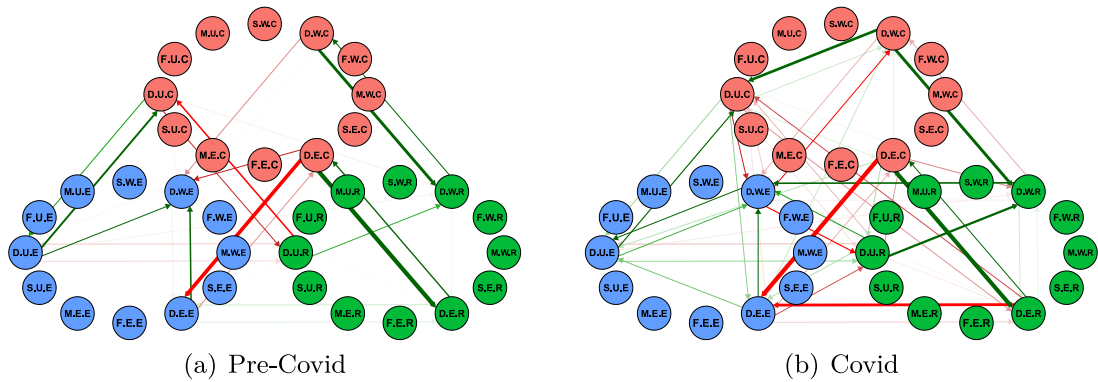 S.W.C
M.U.C
D.W.C
F.U.C
F.W.C
D.U.C
M.W.C
S.U.C
S.E.C
M.E.C
D.E.C
F.E.C
M.U.E
S.W.E
D.W.E
M.U.R
S.W.R
D.W.R
F.U.E
F.W.E
F.U.R
F.W.R
D.U.E
M.W.E
D.U.R
M.W.R
S.U.E
S.E.E
S.U.R
S.E.R
M.E.E
F.E.E
D.E.E
M.E.R
F.E.R
D.E.R
(a) Pre-Covid
S.W.C
M.U.C
D.W.C
F.U.C
F.W.C
D.U.C
M.W.C
S.U.C
S.E.C
M.E.C
D.E.C
F.E.C
M.U.E
S.W.E
D.W.E
M.U.R
S.W.R
D.W.R
F.U.E
F.W.E
F.U.R
F.W.R
D.U.E
M.W.E
D.U.R
M.W.R
S.U.E
S.E.E
S.U.R
S.E.R
M.E.E
F.E.E
D.E.E
M.E.R
F.E.R
D.E.R
(b) Covid